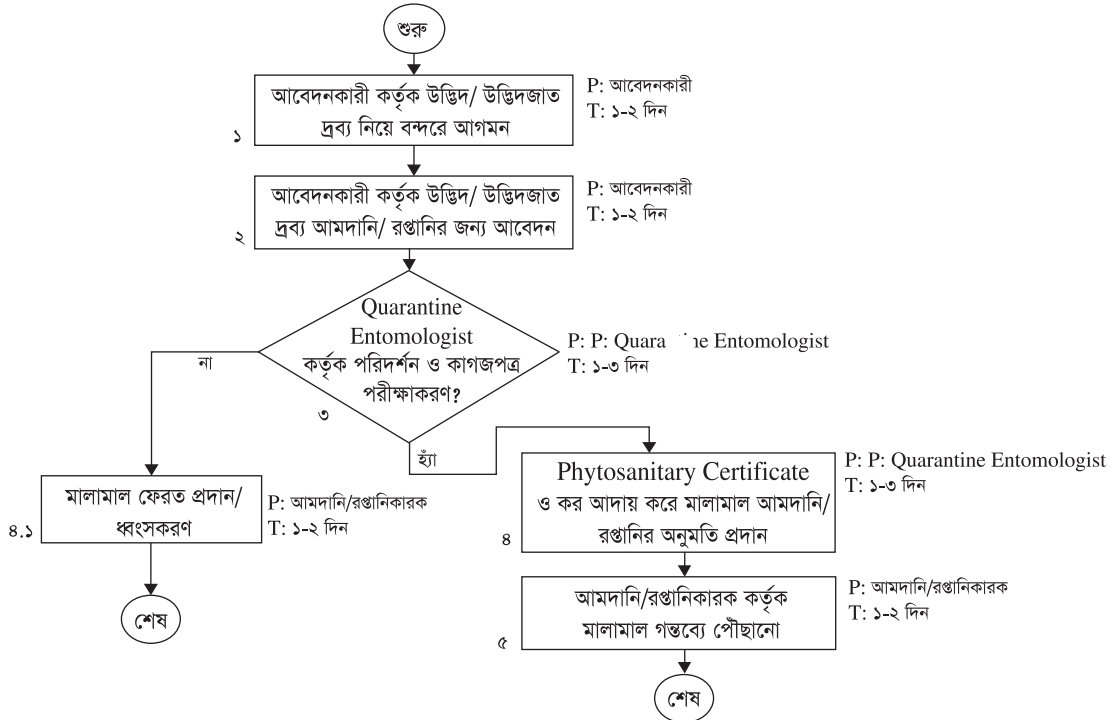 শুরু
আবেদনকারী কর্তৃক উদ্ভিদ/ উদ্ভিদজাত
দ্রব্য নিয়ে বন্দরে আগমন
১
P: আবেদনকারী
T: ১-২ দিন
আবেদনকারী কর্তৃক উদ্ভিদ/ উদ্ভিদজাত
দ্রব্য আমদানি/ রপ্তানির জন্য আবেদন
২
P: আবেদনকারী
T: ১-২ দিন
Quarantine
Entomologist
কর্তৃক পরিদর্শন ও কাগজপত্র
পরীক্ষাকরণ?
৩
P: P: Quara ne Entomologist
T: ১-৩ দিন
না
হ্যাঁ
মালামাল ফেরত প্রদান/
ধ্বংসকরণ
৪.১
P: আমদানি/রপ্তানিকারক
T: ১-২ দিন
শেষ
Phytosanitary Certificate
ও কর আদায় করে মালামাল আমদানি/
রপ্তানির অনুমতি প্রদান
৪
P: P: Quarantine Entomologist
T: ১-৩ দিন
আমদানি/রপ্তানিকারক কর্তৃক
মালামাল গন্তব্যে পৌঁছানো
৫
P: আমদানি/রপ্তানিকারক
T: ১-২ দিন
শেষ